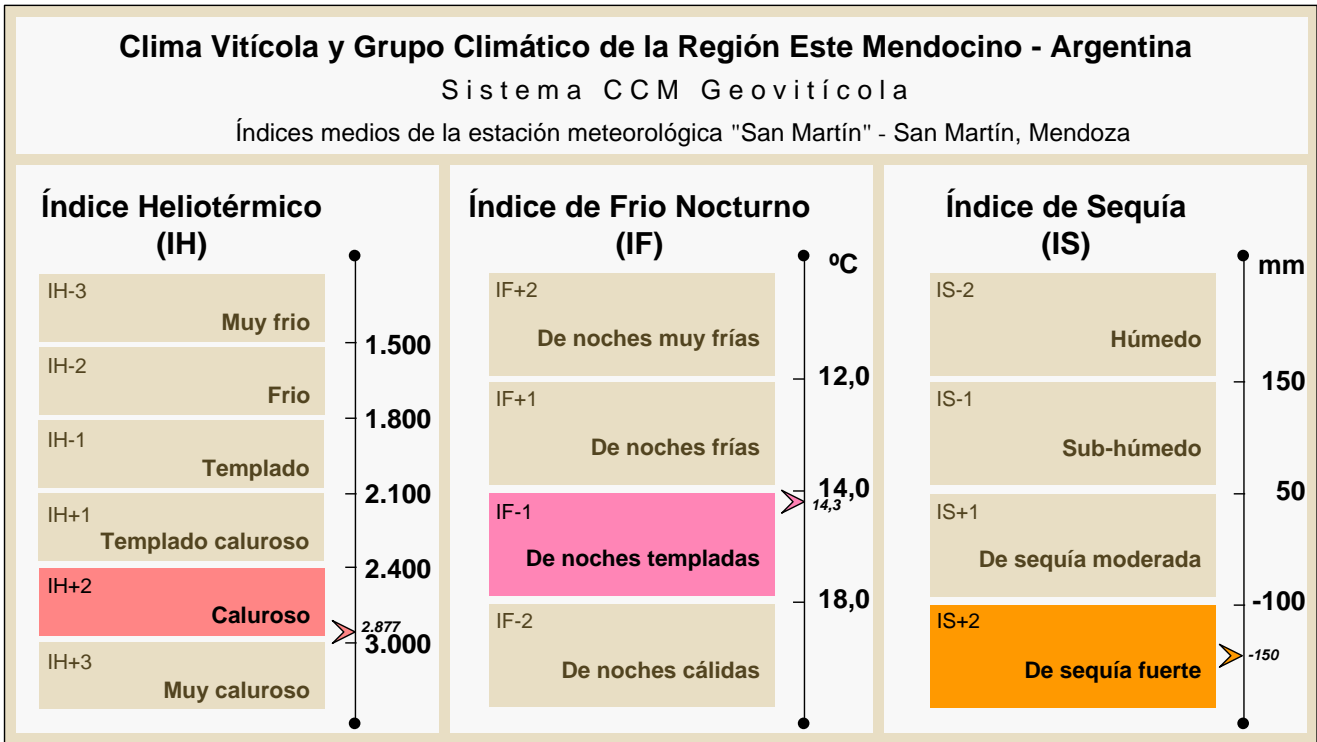 Clima Vitícola y Grupo Climático de la Región Este Mendocino - Argentina
Sistema CCM Geovitícola
Índices medios de la estación meteorológica "San Martín" - San Martín, Mendoza
Índice Heliotérmico
(IH)
IH-3
Muy frio
1.500
IH-2
Frio
1.800
IH-1
Templado
2.100
IH+1
Templado caluroso
2.400
IH+2
Caluroso
2.877
3.000
IH+3
Muy caluroso
Índice de Frio Nocturno
(IF)
ºC
IF+2
De noches muy frías
12,0
IF+1
De noches frías
14,0
14,3
IF-1
De noches templadas
18,0
IF-2
De noches cálidas
Índice de Sequía
(IS)
mm
IS-2
Húmedo
150
IS-1
Sub-húmedo
50
IS+1
De sequía moderada
-100
IS+2
De sequía fuerte
-150